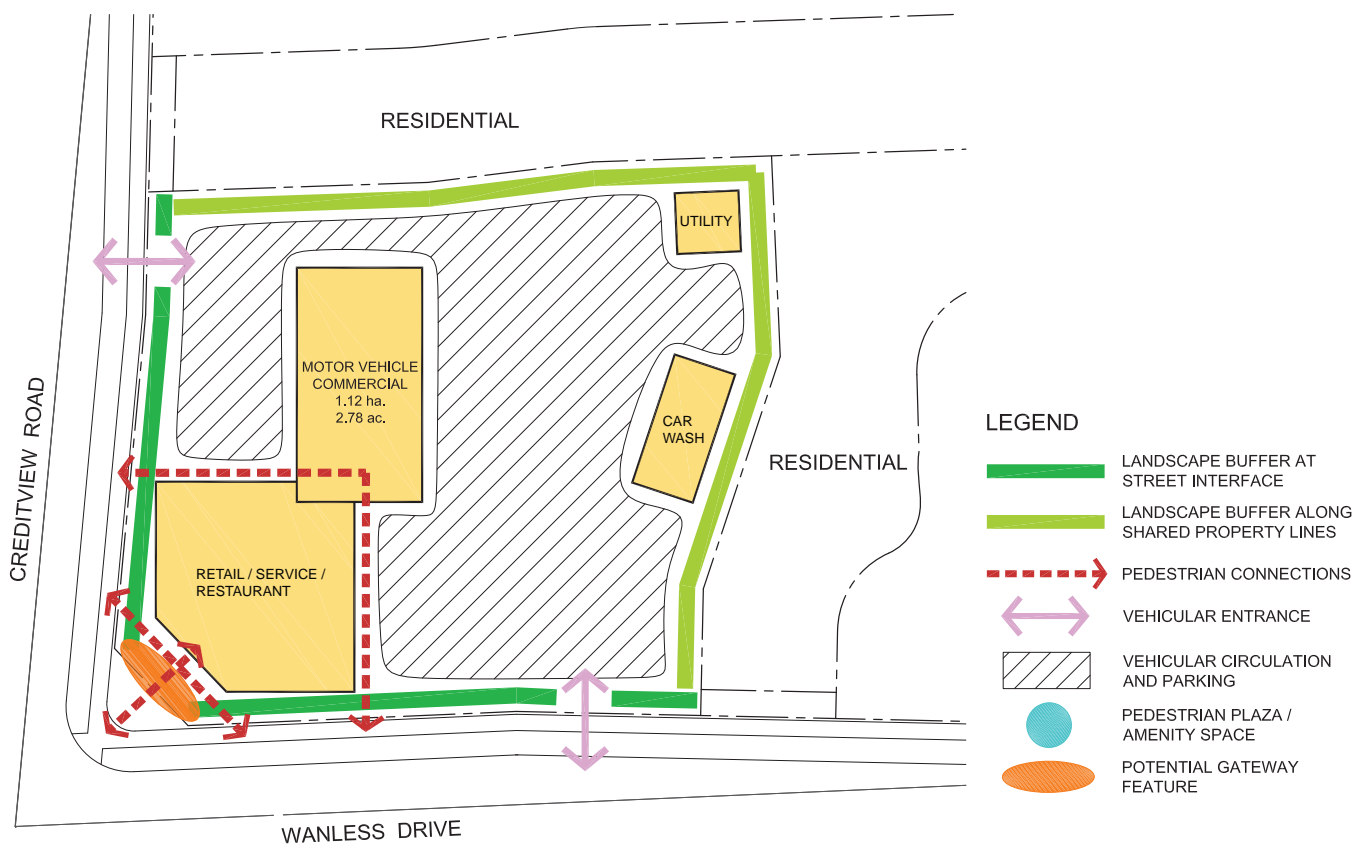 RESIDENTIAL
UTILITY
MOTOR VEHICLE
COMMERCIAL
1.12 ha.
2.78 ac.
CAR
WASH
RESIDENTIAL
CREDITVIEW ROAD
RETAIL / SERVICE /
RESTAURANT
WANLESS DRIVE
LEGEND
LANDSCAPE BUFFER AT
STREET INTERFACE
LANDSCAPE BUFFER ALONG
SHARED PROPERTY LINES
PEDESTRIAN CONNECTIONS
VEHICULAR ENTRANCE
VEHICULAR CIRCULATION
AND PARKING
PEDESTRIAN PLAZA /
AMENITY SPACE
POTENTIAL GATEWAY
FEATURE